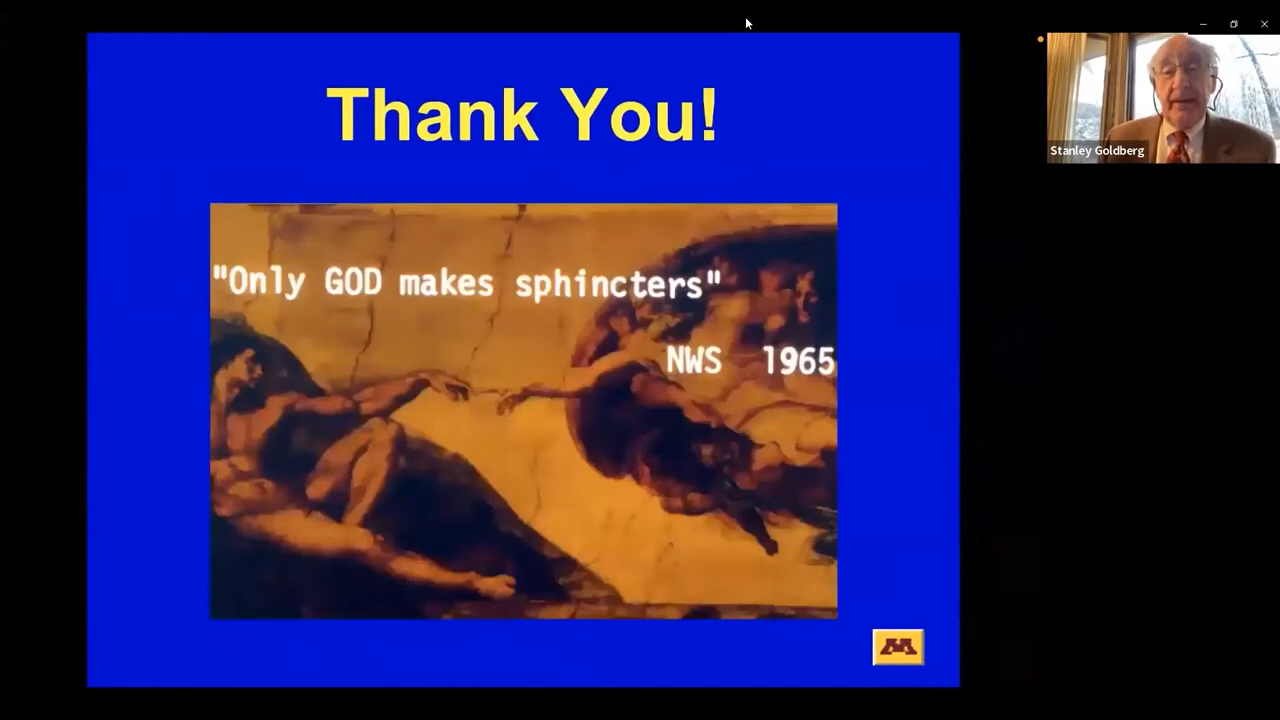 Thank You!
"Only GOD makes sphincters"
NWS 1965
M
Stanley Goldberg